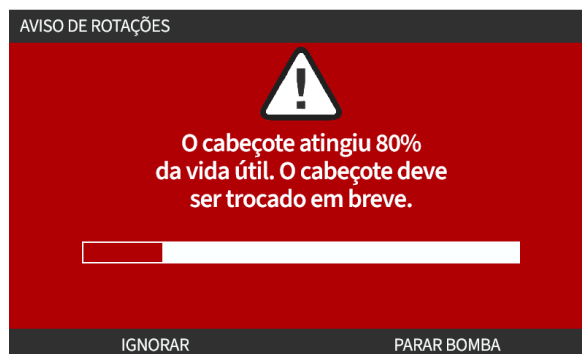 AVISO DE ROTAÇÕES
!
O cabeçote atingiu 80%
da vida útil. O cabeçote deve
ser trocado em breve.
IGNORAR
PARAR BOMBA